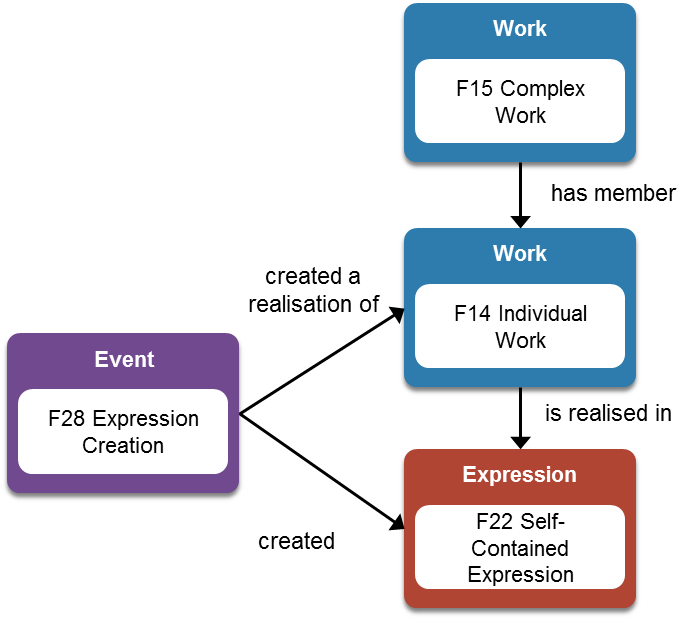 Work
F15 Complex
Work
has member
Work
F14 Individual
Work
created a
realisation of
Event
F28 Expression
Creation
is realised in
Expression
F22 Self-
Contained
Expression
created